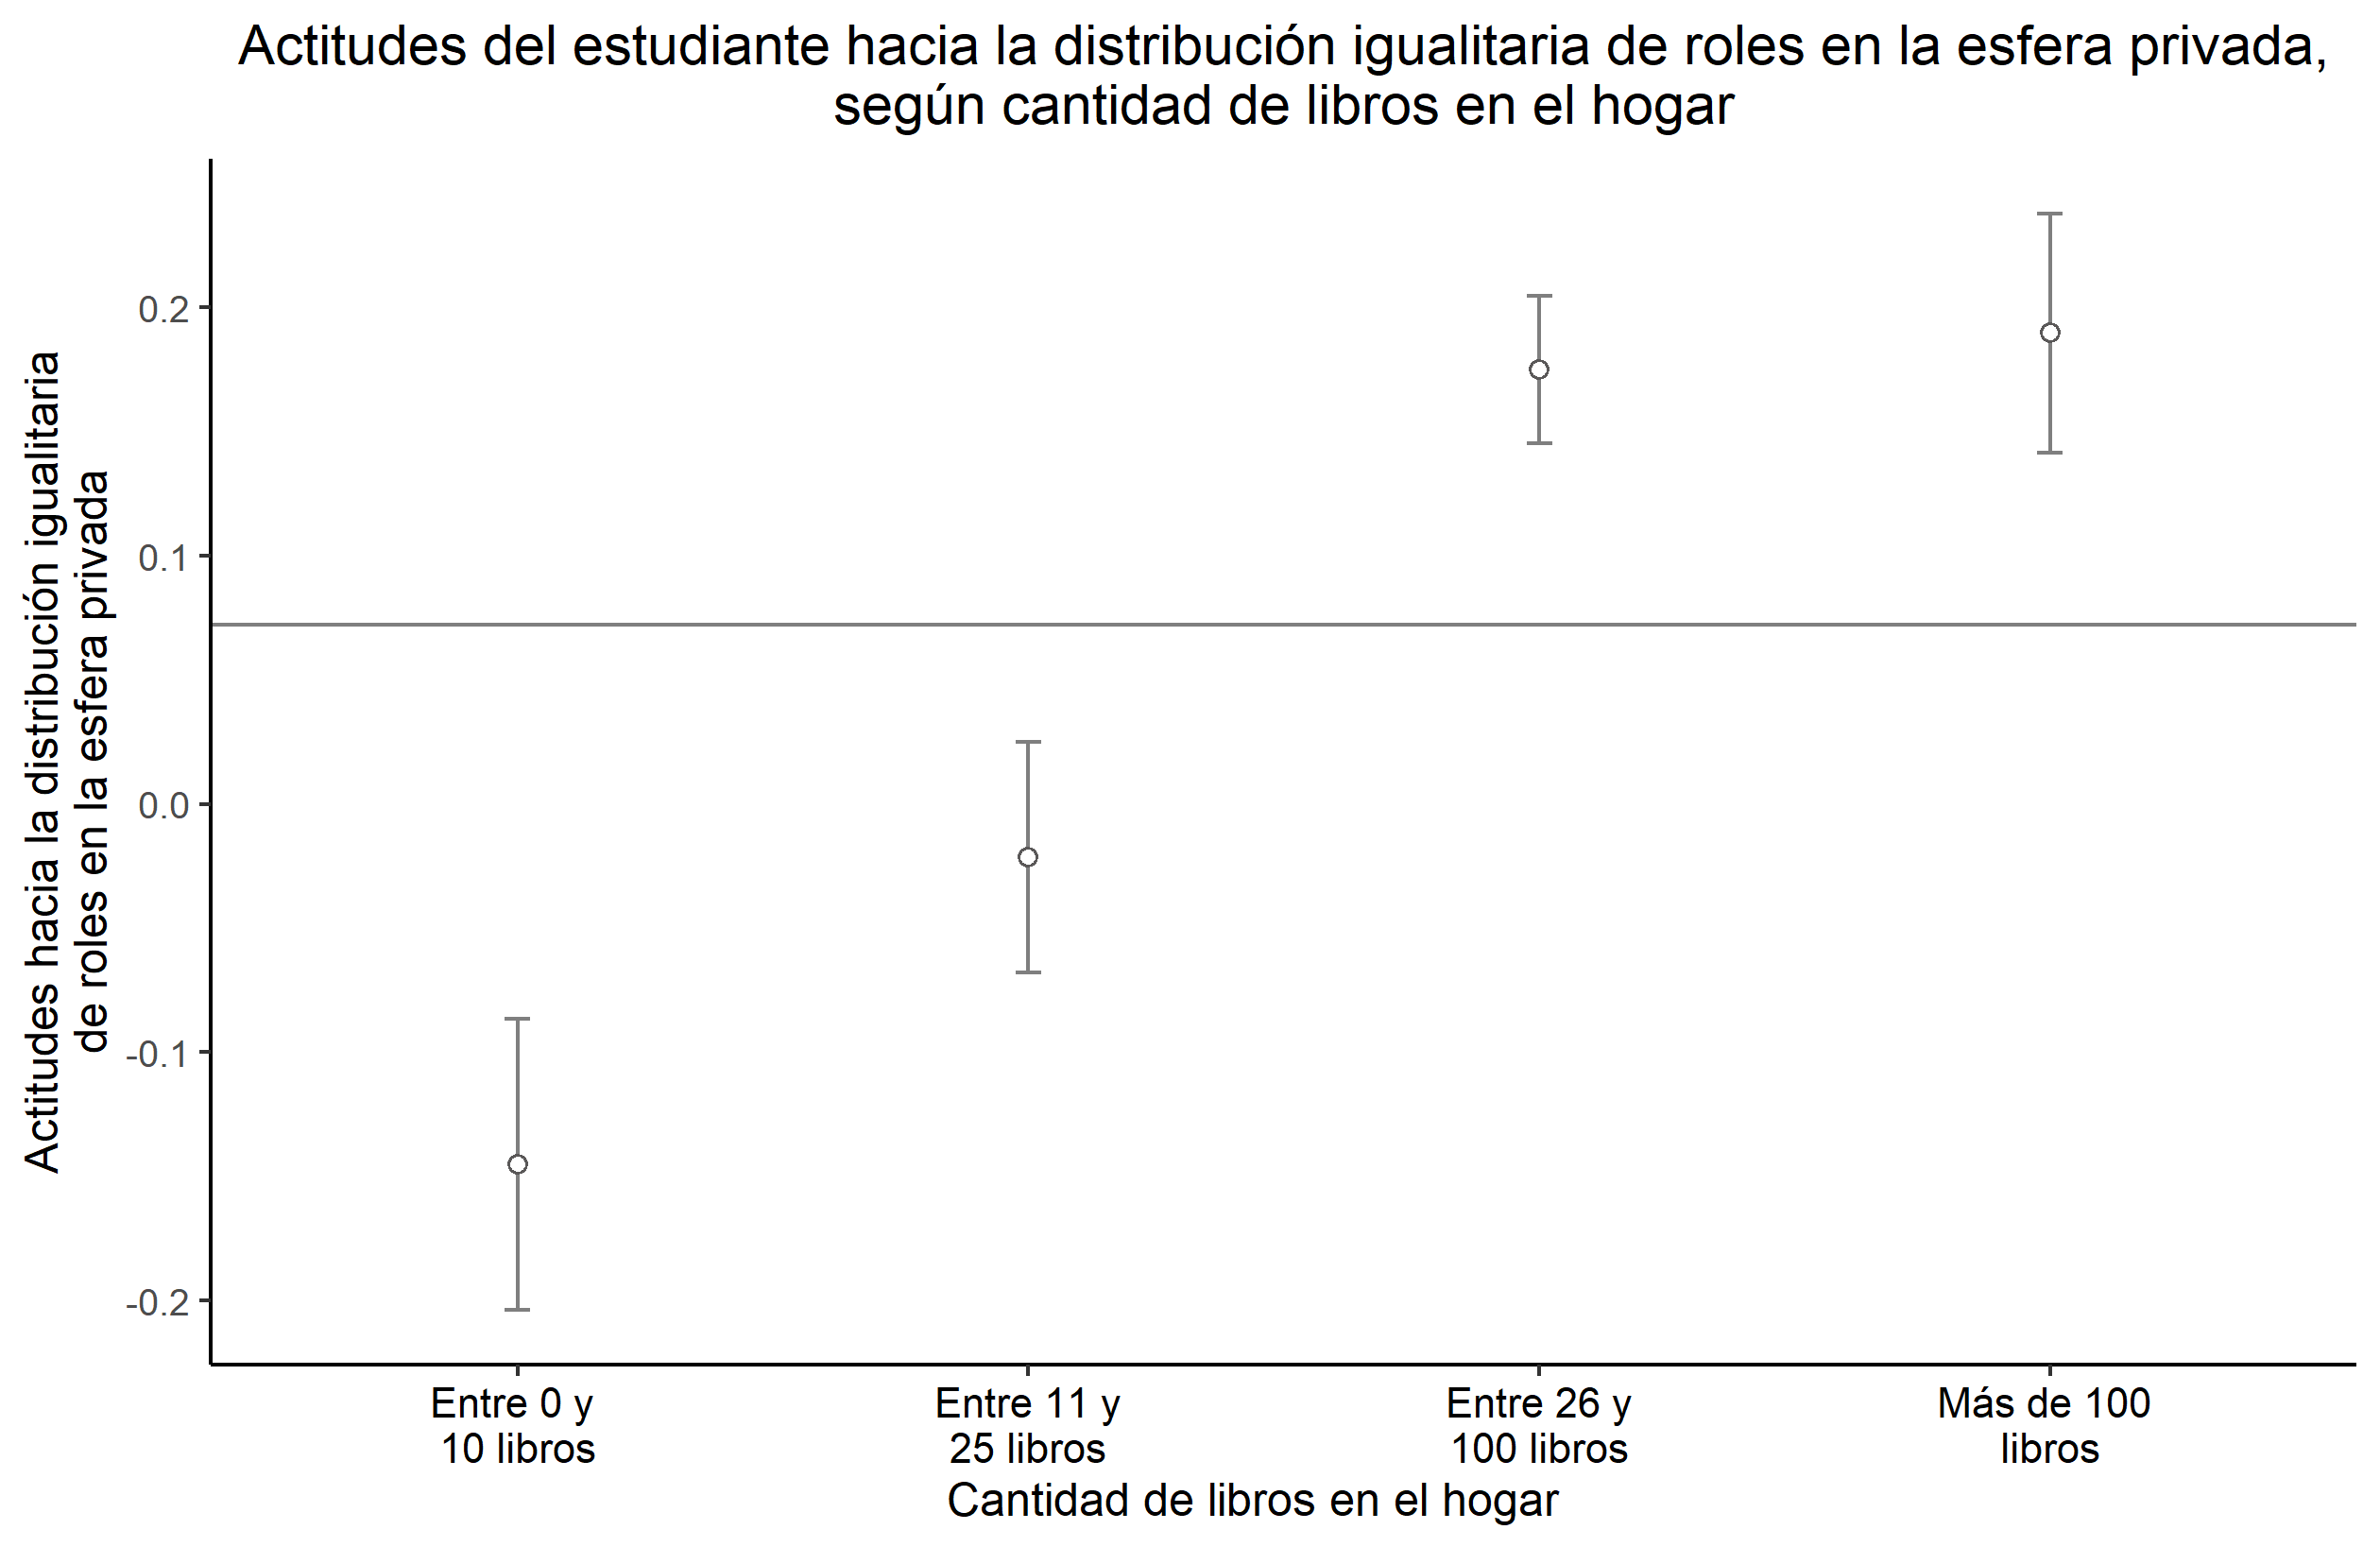 Actitudes del estudiante hacia la distribución igualitaria de roles en la esfera privada,
según cantidad de libros en el hogar
Actitudes hacia la distribución igualitaria
de roles en la esfera privada
0.2
0.1
0.0
-0.1
-0.2
Entre 0 y
10 libros
Entre 11 y
25 libros
Entre 26 y
100 libros
Más de 100
libros
Cantidad de libros en el hogar